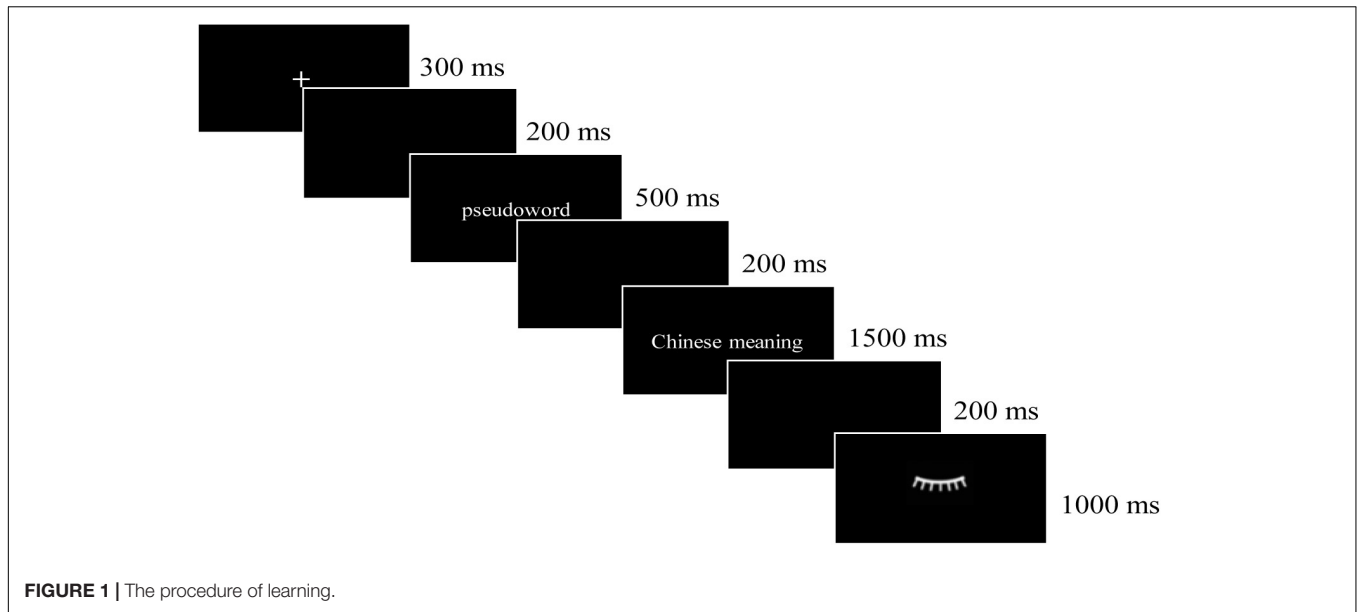 300 ms
200 ms
pseudoword
500 ms
200 ms
Chinese meaning
1500 ms
200 ms
1000 ms
FIGURE 1 | The procedure of learning.